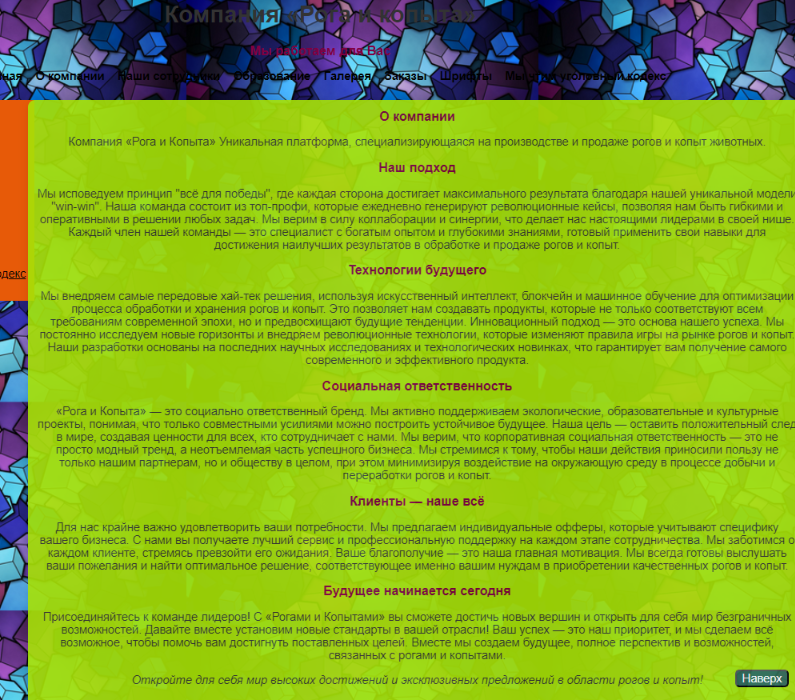 Компания «Рога и копыта»
Мы работаем для Вас
ная О компании Наши сотрудники Образование Галерея Заказы Шрифты Мы чтим уголовный кодекс
О компании
Компания «Рога и Копыта» Уникальная платформа, специализирующаяся на производстве и продаже рогов и копыт животных.
Наш подход
Мы исповедуем принцип "всё для победы", где каждая сторона достигает максимального результата благодаря нашей уникальной модели
"win-win". Наша команда состоит из топ-профи, которые ежедневно генерируют революционные кейсы, позволяя нам быть гибкими и
оперативными в решении любых задач. Мы верим в силу коллаборации и синергии, что делает нас настоящими лидерами в своей нише.
Каждый член нашей команды — это специалист с богатым опытом и глубокими знаниями, готовый применить свои навыки для
достижения наилучших результатов в обработке и продаже рогов и копыт.
Технологии будущего
одекс
Мы внедряем самые передовые хай-тек решения, используя искусственный интеллект, блокчейн и машинное обучение для оптимизации
процесса обработки и хранения рогов и копыт. Это позволяет нам создавать продукты, которые не только соответствуют всем
требованиям современной эпохи, но и предвосхищают будущие тенденции. Инновационный подход — это основа нашего успеха. Мы
постоянно исследуем новые горизонты и внедряем революционные технологии, которые изменяют правила игры на рынке рогов и копыт.
Наши разработки основаны на последних научных исследованиях и технологических новинках, что гарантирует вам получение самого
современного и эффективного продукта.
Социальная ответственность
«Рога и Копыта» — это социально ответственный бренд. Мы активно поддерживаем экологические, образовательные и культурные
проекты, понимая, что только совместными усилиями можно построить устойчивое будущее. Наша цель — оставить положительный след
в мире, создавая ценности для всех, кто сотрудничает с нами. Мы верим, что корпоративная социальная ответственность — это не
просто модный тренд, а неотъемлемая часть успешного бизнеса. Мы стремимся к тому, чтобы наши действия приносили пользу не
только нашим партнерам, но и обществу в целом, при этом минимизируя воздействие на окружающую среду в процессе добычи и
переработки рогов и копыт.
Клиенты — наше всё
Для нас крайне важно удовлетворить ваши потребности. Мы предлагаем индивидуальные офферы, которые учитывают специфику
вашего бизнеса. С нами вы получаете лучший сервис и профессиональную поддержку на каждом этапе сотрудничества. Мы заботимся о
каждом клиенте, стремясь превзойти его ожидания. Ваше благополучие — это наша главная мотивация. Мы всегда готовы выслушать
ваши пожелания и найти оптимальное решение, соответствующее именно вашим нуждам в приобретении качественных рогов и копыт.
Будущее начинается сегодня
Присоединяйтесь к команде лидеров! С «Рогами и Копытами» вы сможете достичь новых вершин и открыть для себя мир безграничных
возможностей. Давайте вместе установим новые стандарты в вашей отрасли! Ваш успех — это наш приоритет, и мы сделаем всё
возможное, чтобы помочь вам достигнуть поставленных целей. Вместе мы создаем будущее, полное перспектив и возможностей,
связанных с рогами и копытами.
Откройте для себя мир высоких достижений и эксклюзивных предложений в области рогов и копыт!
Наверх